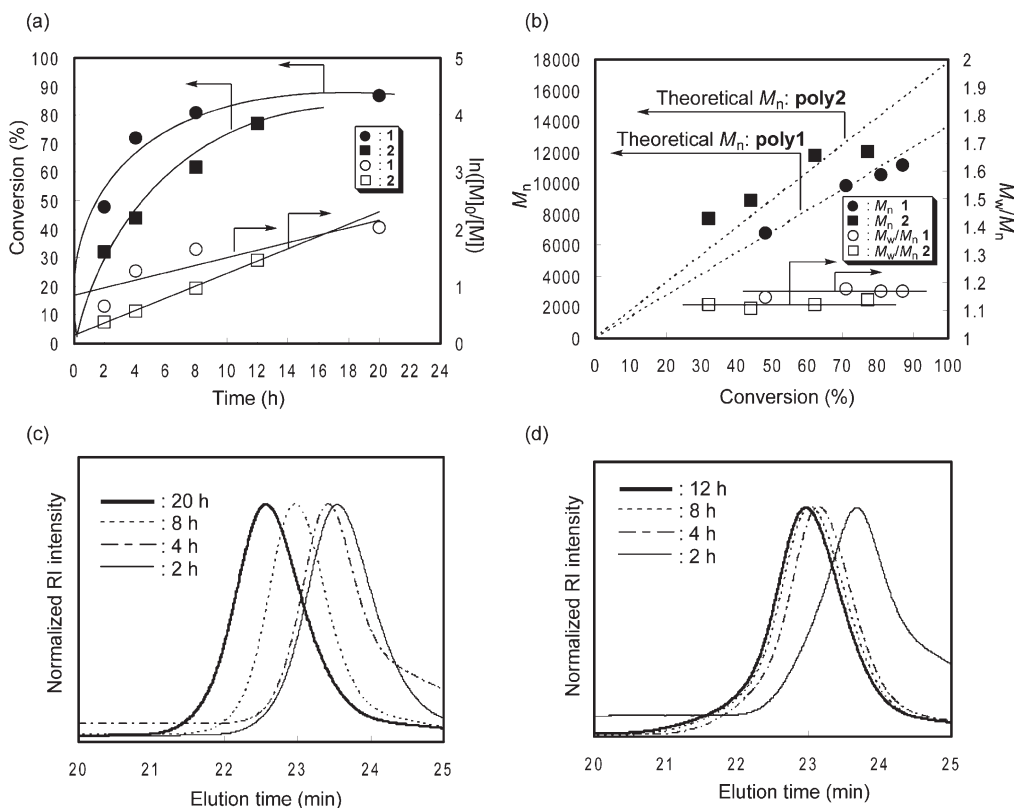 (a)
Conversion (%)
100
90
80
70
60
50
40
30
20
10
0
5
4
3
2
1
0
ln([M]0/[M])
● : 1
■ : 2
○ : 1
□ : 2
0 2 4 6 8 10 12 14 16 18 20 22 24
Time (h)
(b)
Mn
18000
16000
14000
12000
10000
8000
6000
4000
2000
0
2
1.9
1.8
1.7
1.6
1.5
1.4
1.3
1.2
1.1
1
Mw/Mn
Theoretical Mn: poly2
Theoretical Mn: poly1
● : Mn 1
■ : Mn 2
○ : Mw/Mn 1
□ : Mw/Mn 2
0 10 20 30 40 50 60 70 80 90 100
Conversion (%)
(c)
Normalized RI intensity
: 20 h
: 8 h
: 4 h
: 2 h
20 21 22 23 24 25
Elution time (min)
(d)
Normalized RI intensity
: 12 h
: 8 h
: 4 h
: 2 h
20 21 22 23 24 25
Elution time (min)